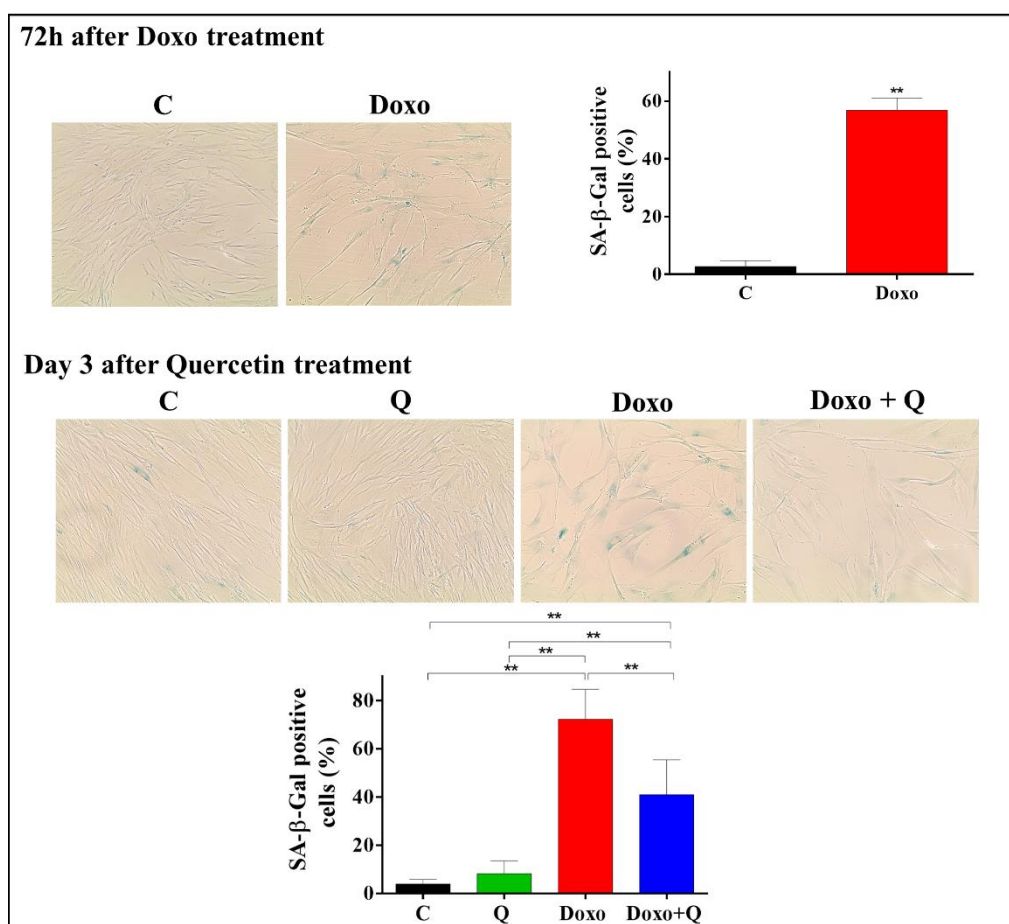 72h after Doxo treatment
C
Doxo
SA-β-Gal positive
cells (%)
60
40
20
0
**
C
Doxo
Day 3 after Quercetin treatment
C
Q
Doxo
Doxo + Q
**
**
**
**
**
SA-β-Gal positive
cells (%)
80
60
40
20
0
C
Q
Doxo
Doxo+Q